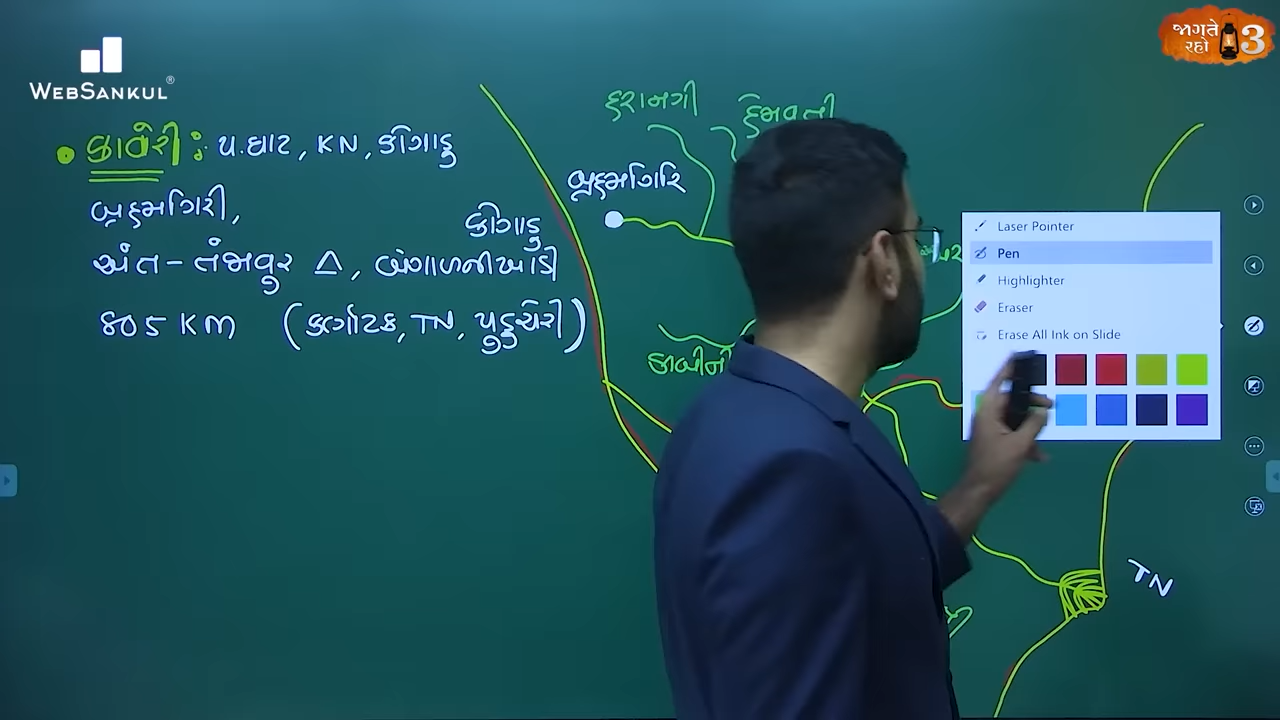 WEBSANKUL®
જાગતે રહો 3
કાવેરી : પ.ઘાટ, KN, કોગાડુ
બ્રહ્મગિરી,
કોગાડુ
અંત - તંજાવુર Δ, બંગાળનીખાડી
805 KM (કર્ણાટક, TN, પુડુચેરી)
હરાનગી
હેમવતી
બ્રહ્મગિરિ
કાબીની
TN
Laser Pointer
Pen
Highlighter
Eraser
Erase All Ink on Slide